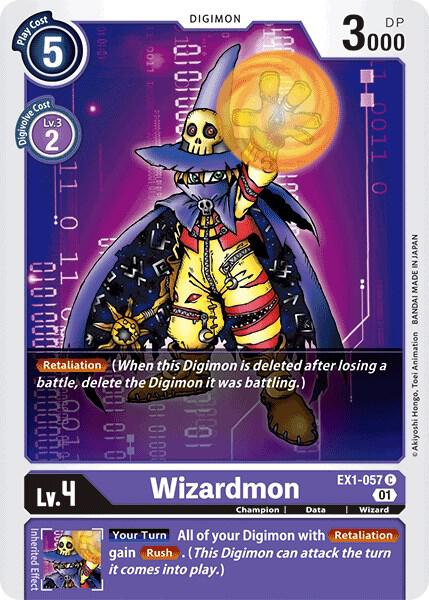 DIGIMON
Play Cost
5
DP
3000
Digivolve Cost
Lv.3
2
Retaliation (When this Digimon is deleted after losing a
battle, delete the Digimon it was battling.)
©Akiyoshi Hongo, Toei Animation BANDAI MADE IN JAPAN
Lv.4
Wizardmon
EX1-057 C
01
Champion | Data | Wizard
Inherited Effect
Your Turn All of your Digimon with Retaliation
gain Rush. (This Digimon can attack the turn
it comes into play.)